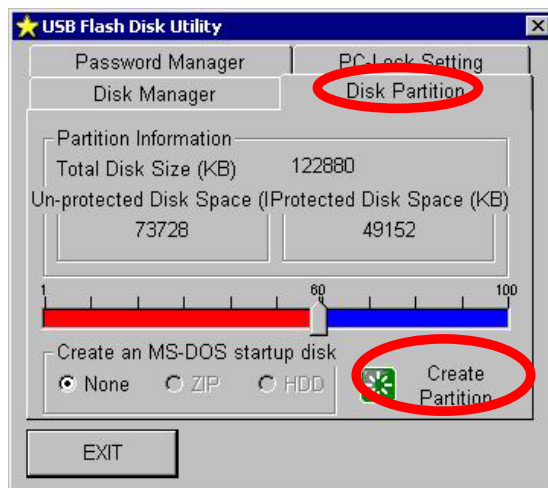 USB Flash Disk Utility
Password Manager PC-Lock Setting
Disk Manager Disk Partition
Partition Information
Total Disk Size (KB) 122880
Un-protected Disk Space (I Protected Disk Space (KB)
73728 49152
1 60 100
Create an MS-DOS startup disk
None ZIP HDD
Create
Partition
EXIT